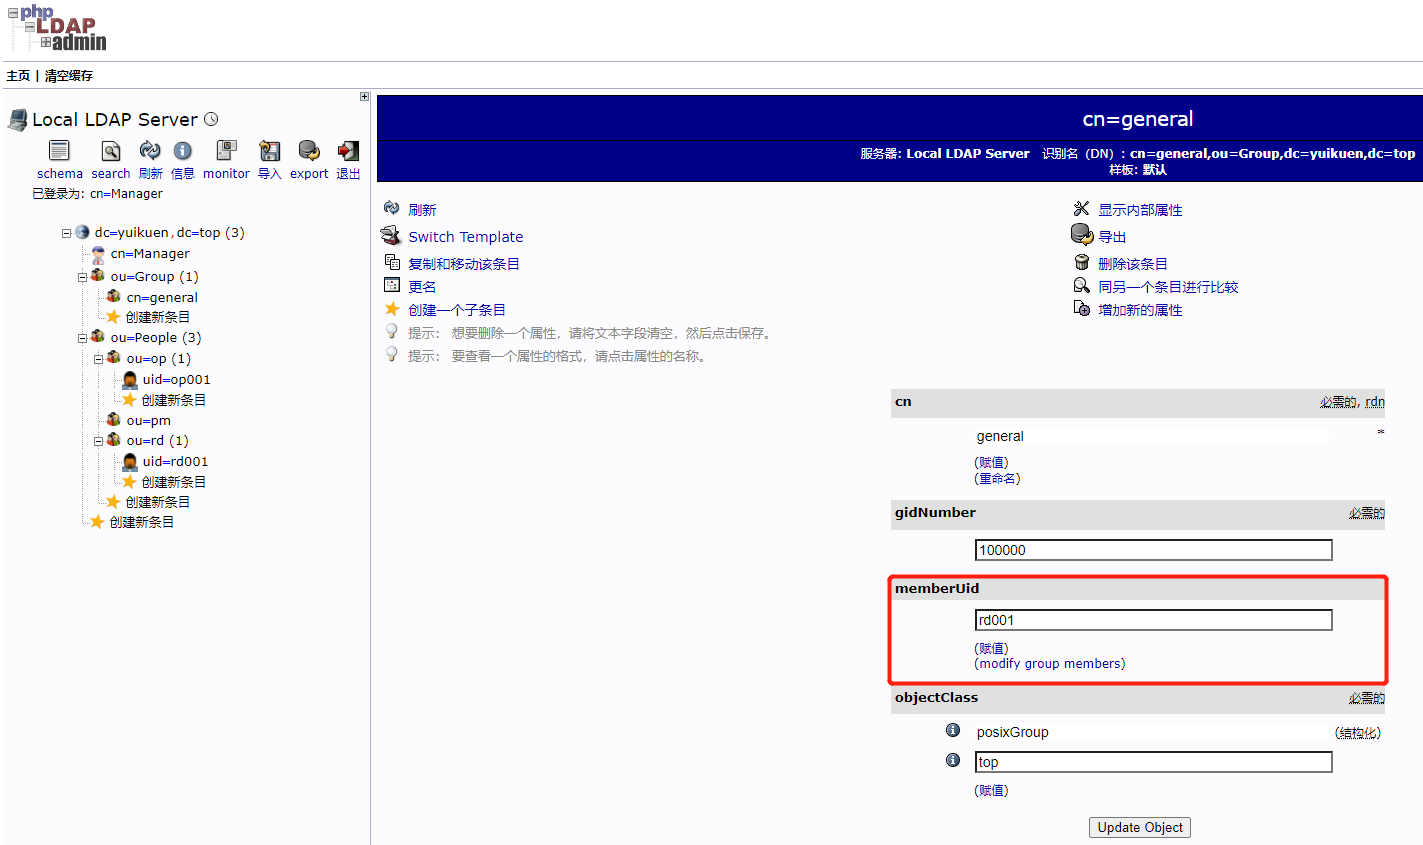 php
LDAP
admin
主页 | 清空缓存
Local LDAP Server
schema search 刷新 信息 monitor 导入 export 退出
已登录为: cn=Manager
dc=yuikuen,dc=top (3)
cn=Manager
ou=Group (1)
cn=general
创建新条目
ou=People (3)
ou=op (1)
uid=op001
创建新条目
ou=pm
ou=rd (1)
uid=rd001
创建新条目
创建新条目
创建新条目
cn=general
服务器: Local LDAP Server 识别名（DN）: cn=general,ou=Group,dc=yuikuen,dc=top
样板: 默认
刷新
Switch Template
复制和移动该条目
更名
创建一个子条目
提示： 想要删除一个属性，请将文本字段清空，然后点击保存。
提示： 要查看一个属性的格式，请点击属性的名称。
显示内部属性
导出
删除该条目
同另一个条目进行比较
增加新的属性
cn 必需的, rdn
general *
(赋值)
(重命名)
gidNumber 必需的
100000
memberUid
rd001
(赋值)
(modify group members)
objectClass 必需的
posixGroup (结构化)
top
(赋值)
Update Object